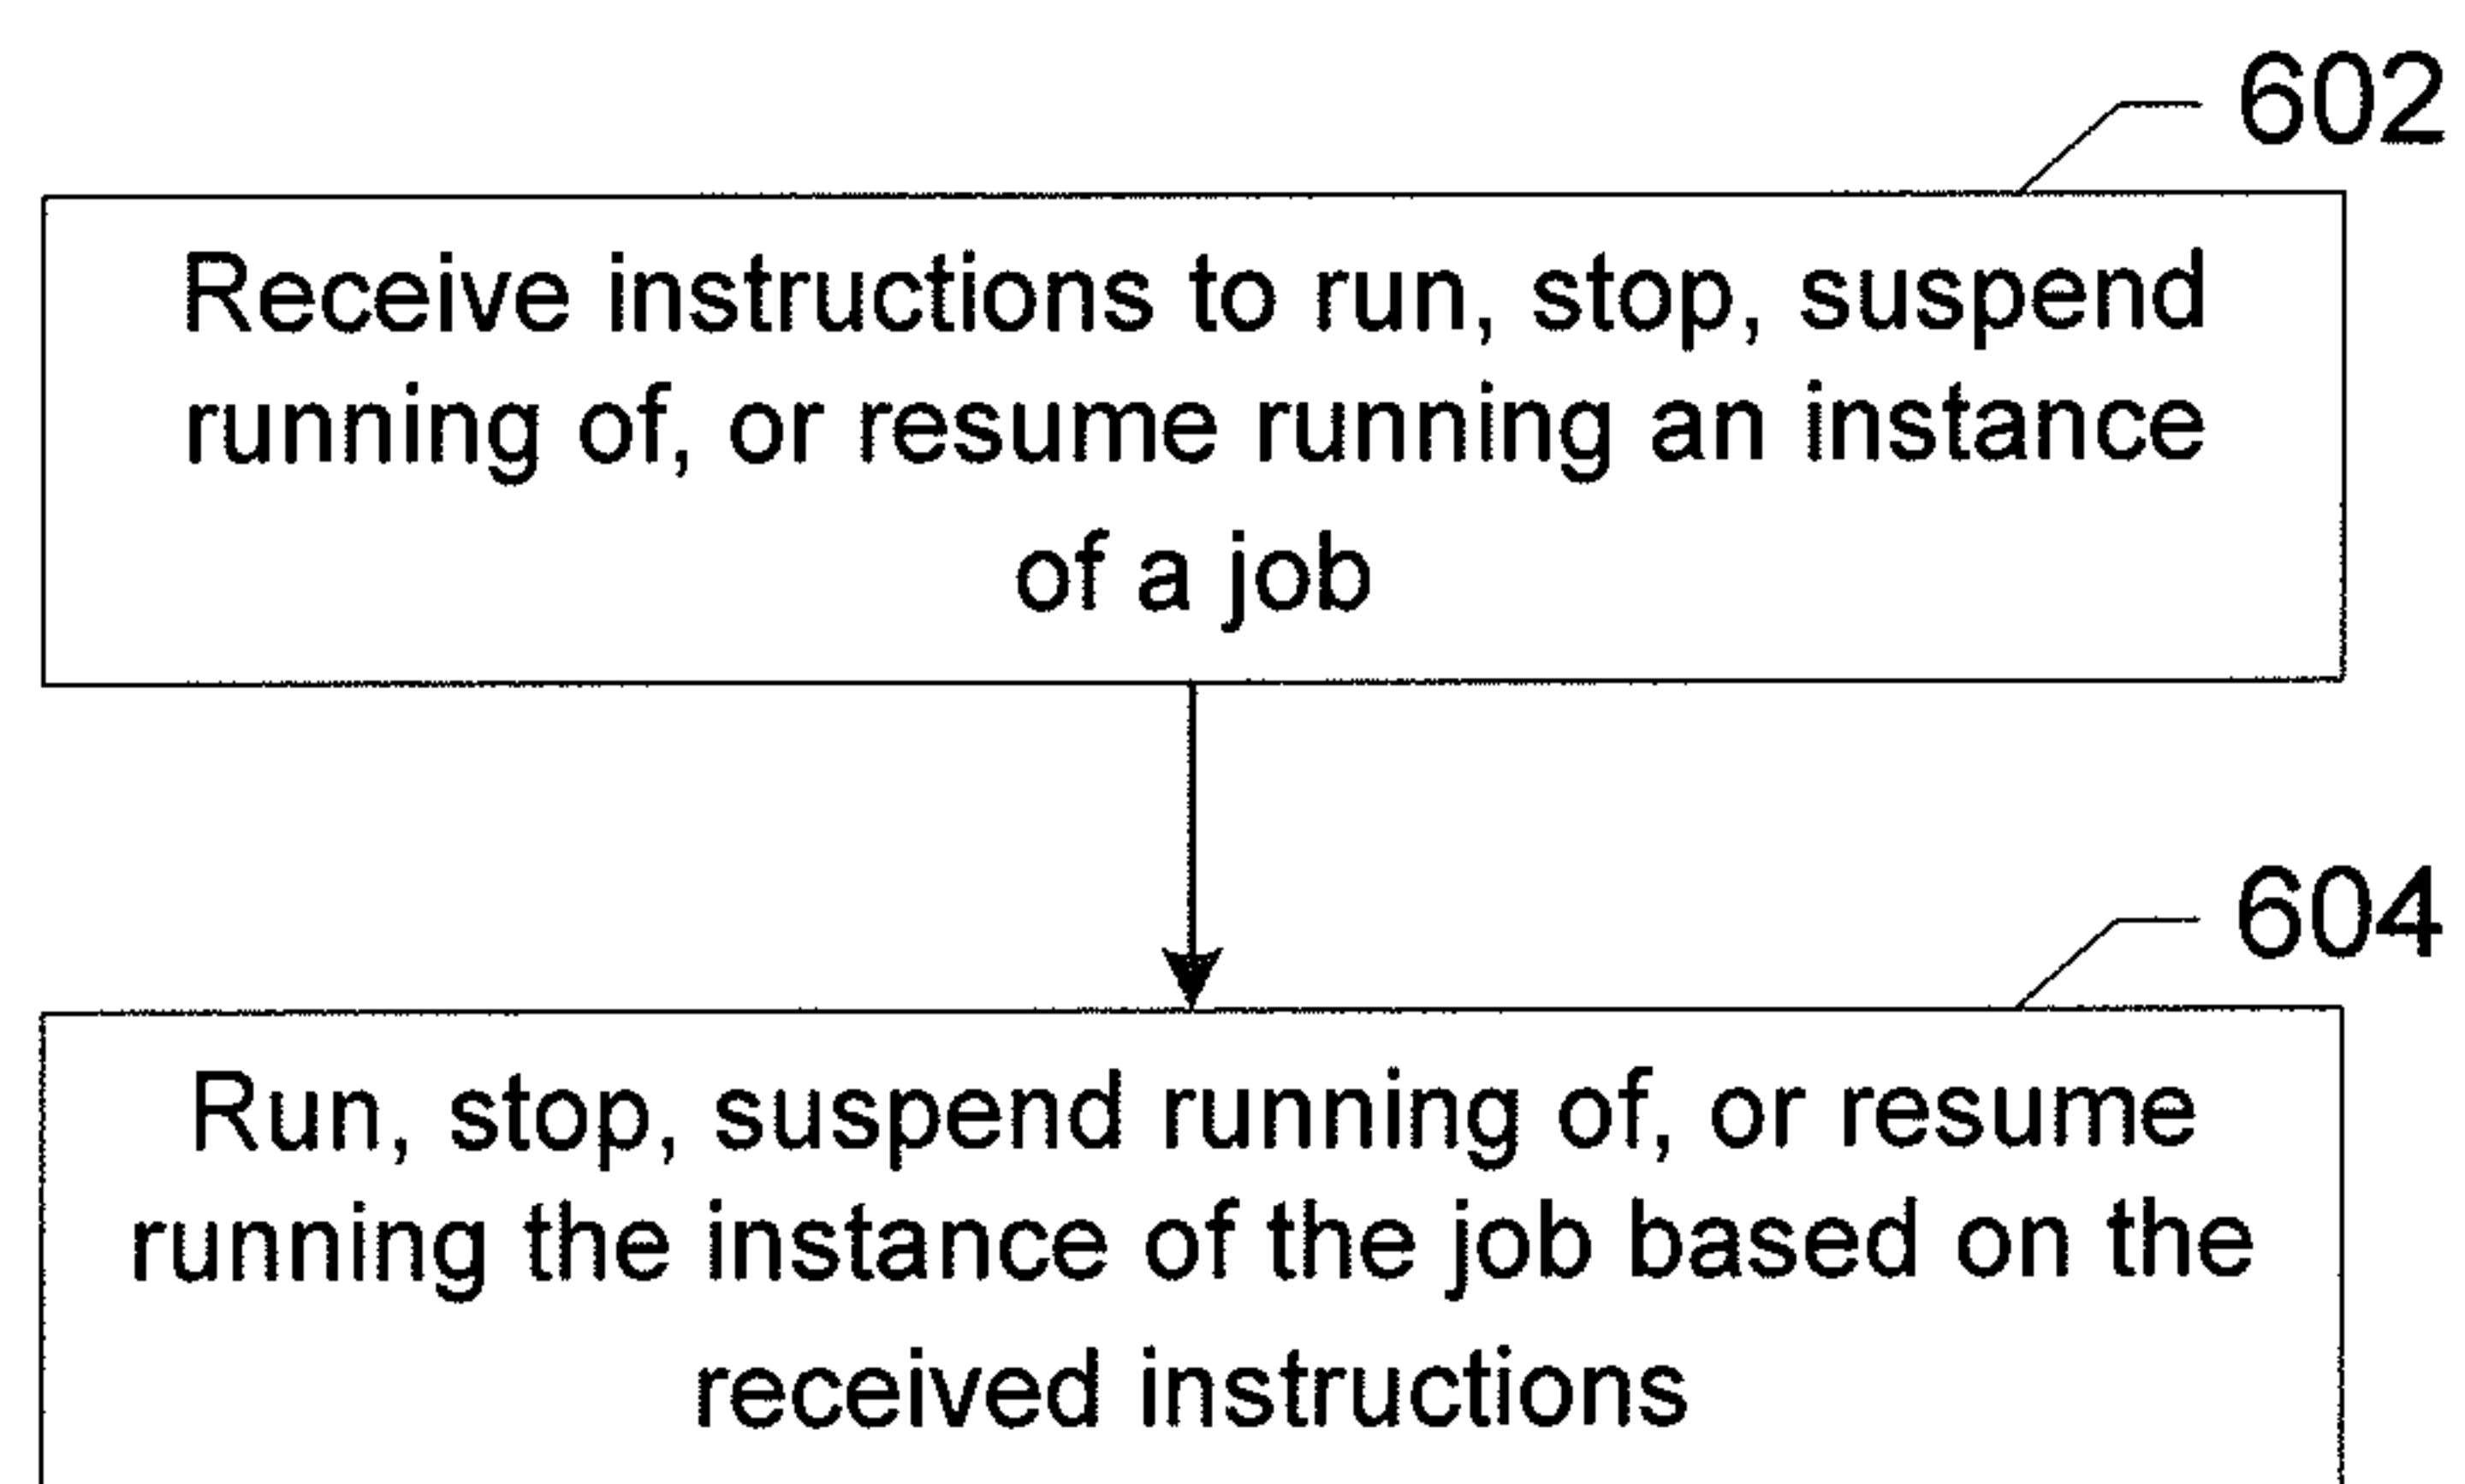 602
Receive instructions to run, stop, suspend
running of, or resume running an instance
of a job
604
Run, stop, suspend running of, or resume
running the instance of the job based on the
received instructions